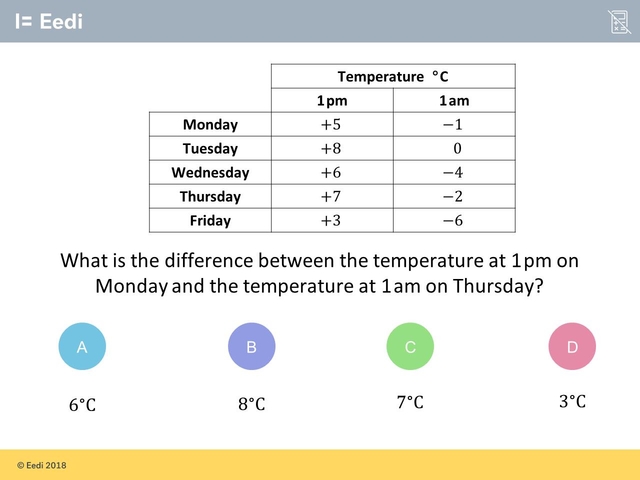 I= Eedi
Temperature °C
1pm 1am
Monday +5 −1
Tuesday +8 0
Wednesday +6 −4
Thursday +7 −2
Friday +3 −6
What is the difference between the temperature at 1pm on
Monday and the temperature at 1am on Thursday?
A B C D
6°C 8°C 7°C 3°C
© Eedi 2018